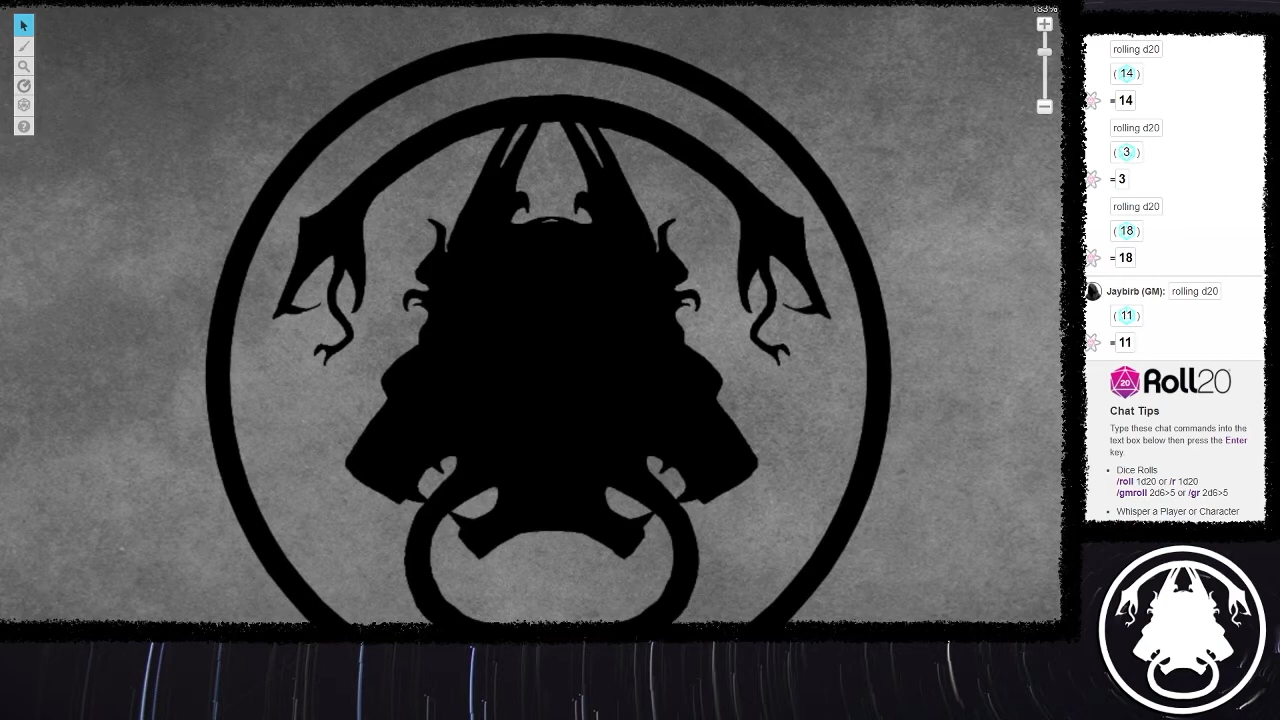 183%
rolling d20
( 14 )
= 14
rolling d20
( 3 )
= 3
rolling d20
( 18 )
= 18
Jaybirb (GM): rolling d20
( 11 )
= 11
20 Roll20
Chat Tips
Type these chat commands into the
text box below then press the Enter
key.
• Dice Rolls
/roll 1d20 or /r 1d20
/gmroll 2d6>5 or /gr 2d6>5
• Whisper a Player or Character